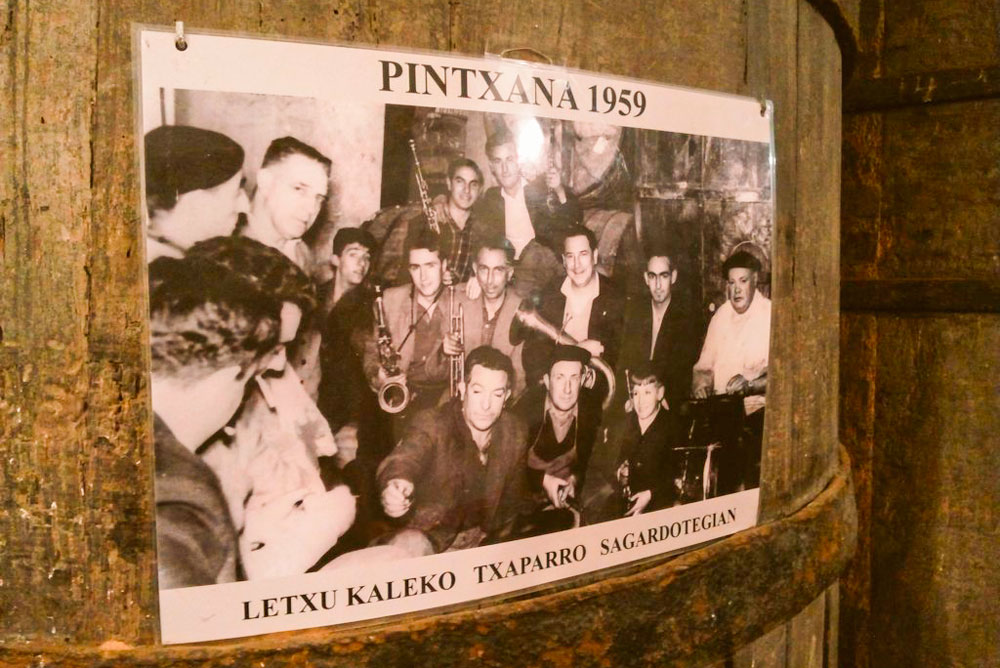 PINTXANA 1959
LETXU KALEKO TXAPARRO SAGARDOTEGIAN